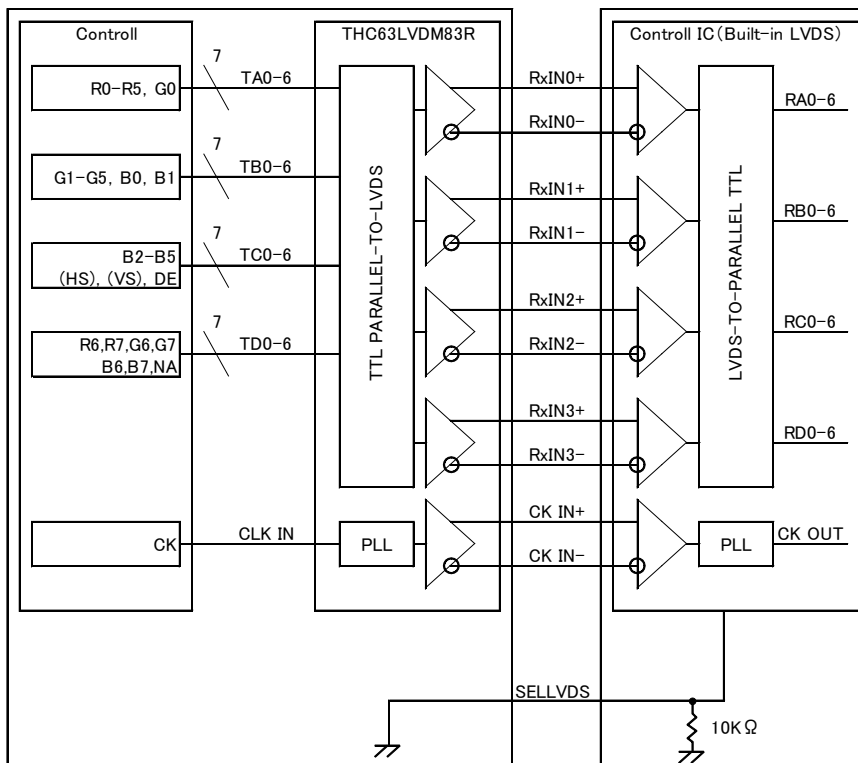 Controll
THC63LVDM83R
Controll IC(Built-in LVDS)
7
R0-R5, G0
TA0-6
RxIN0+
RxIN0-
RA0-6
7
G1-G5, B0, B1
TB0-6
RxIN1+
RxIN1-
RB0-6
7
B2-B5
(HS), (VS), DE
TC0-6
RxIN2+
RxIN2-
RC0-6
7
R6,R7,G6,G7
B6,B7,NA
TD0-6
RxIN3+
RxIN3-
RD0-6
TTL PARALLEL-TO-LVDS
LVDS-TO-PARALLEL TTL
CK
CLK IN
PLL
CK IN+
CK IN-
PLL
CK OUT
SELLVDS
10KΩ